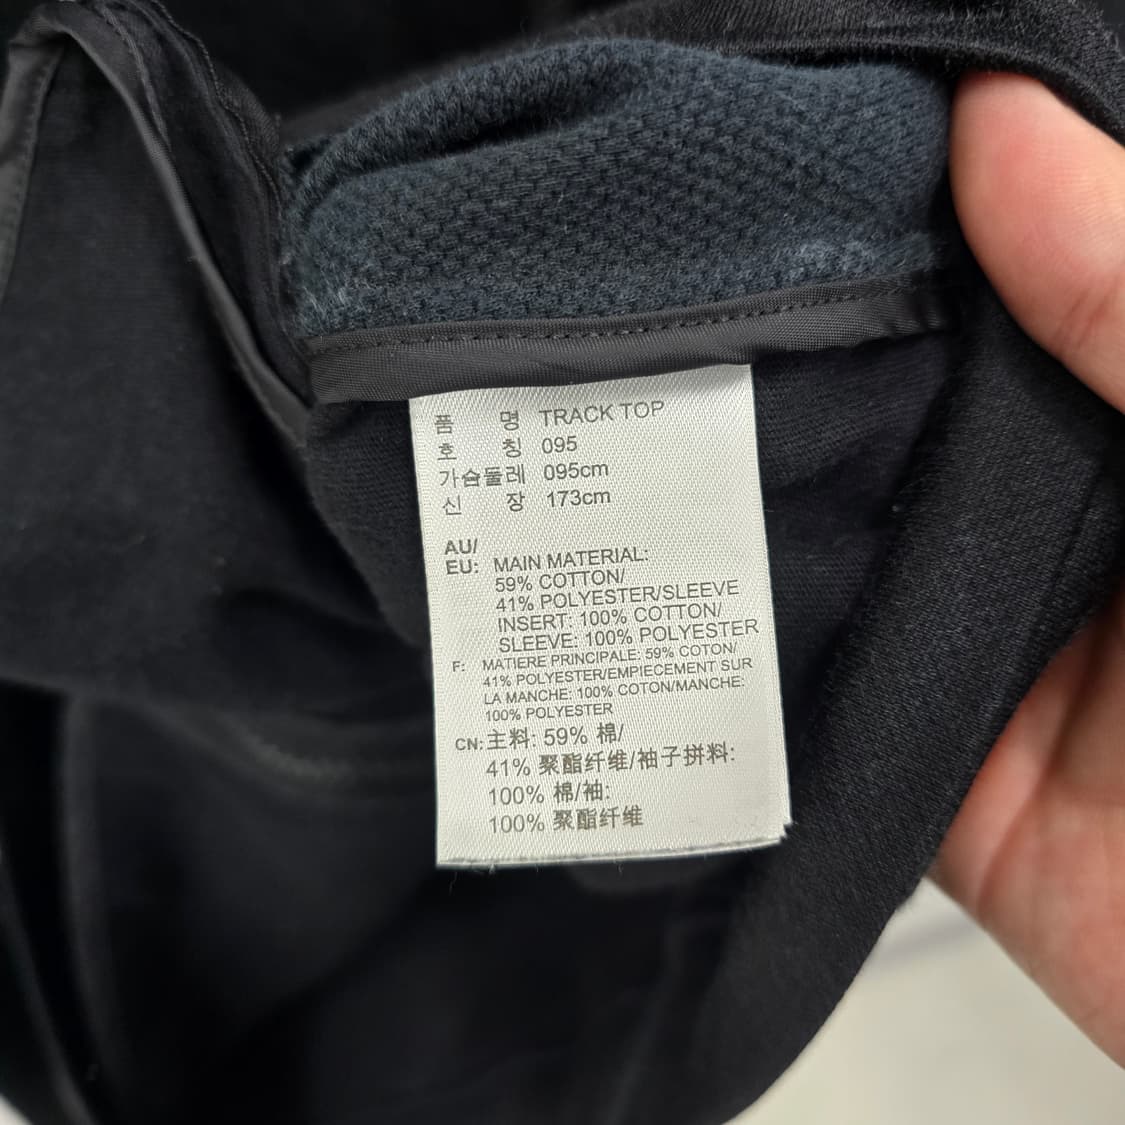 품 명 TRACK TOP
호 칭 095
가슴둘레 095cm
신 장 173cm
AU/
EU: MAIN MATERIAL:
59% COTTON/
41% POLYESTER/SLEEVE
INSERT: 100% COTTON/
SLEEVE: 100% POLYESTER
F: MATIERE PRINCIPALE: 59% COTON/
41% POLYESTER/EMPIECEMENT SUR
LA MANCHE: 100% COTON/MANCHE:
100% POLYESTER
CN: 主料: 59% 棉/
41% 聚酯纤维/袖子拼料:
100% 棉/袖:
100% 聚酯纤维